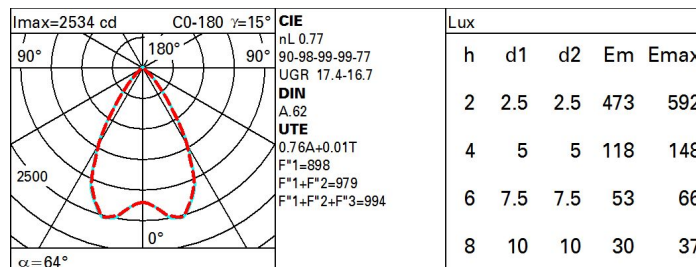 Imax=2534 cd C0-180 γ=15°
90° 180° 90°
2500
0°
α=64°
CIE
nL 0.77
90-98-99-99-77
UGR 17.4-16.7
DIN
A.62
UTE
0.76A+0.01T
F"1=898
F"1+F"2=979
F"1+F"2+F"3=994
Lux
h d1 d2 Em Emax
2 2.5 2.5 473 592
4 5 5 118 148
6 7.5 7.5 53 66
8 10 10 30 37